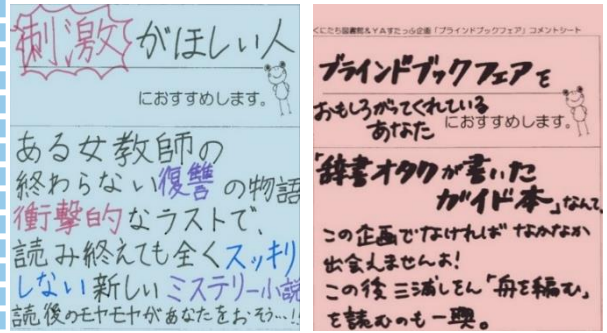 刺激がほしい人
におすすめします。
ある女教師の
終わらない復讐の物語
衝撃的なラストで、
読み終えても全くスッキリ
しない新しいミステリー小説
読後のモヤモヤがあなたをおそう…!!
くにたち図書館&YAすたっふ企画「ブラインドブックフェア」コメントシート
ブラインドブックフェアを
おもしろがってくれている
あなた におすすめします。
「辞書オタクが書いた
ガイド本」なんて、
この企画でなければ なかなか
出会えませんよ!
この後 三浦しをん「舟を編む」
を読むのも一興。